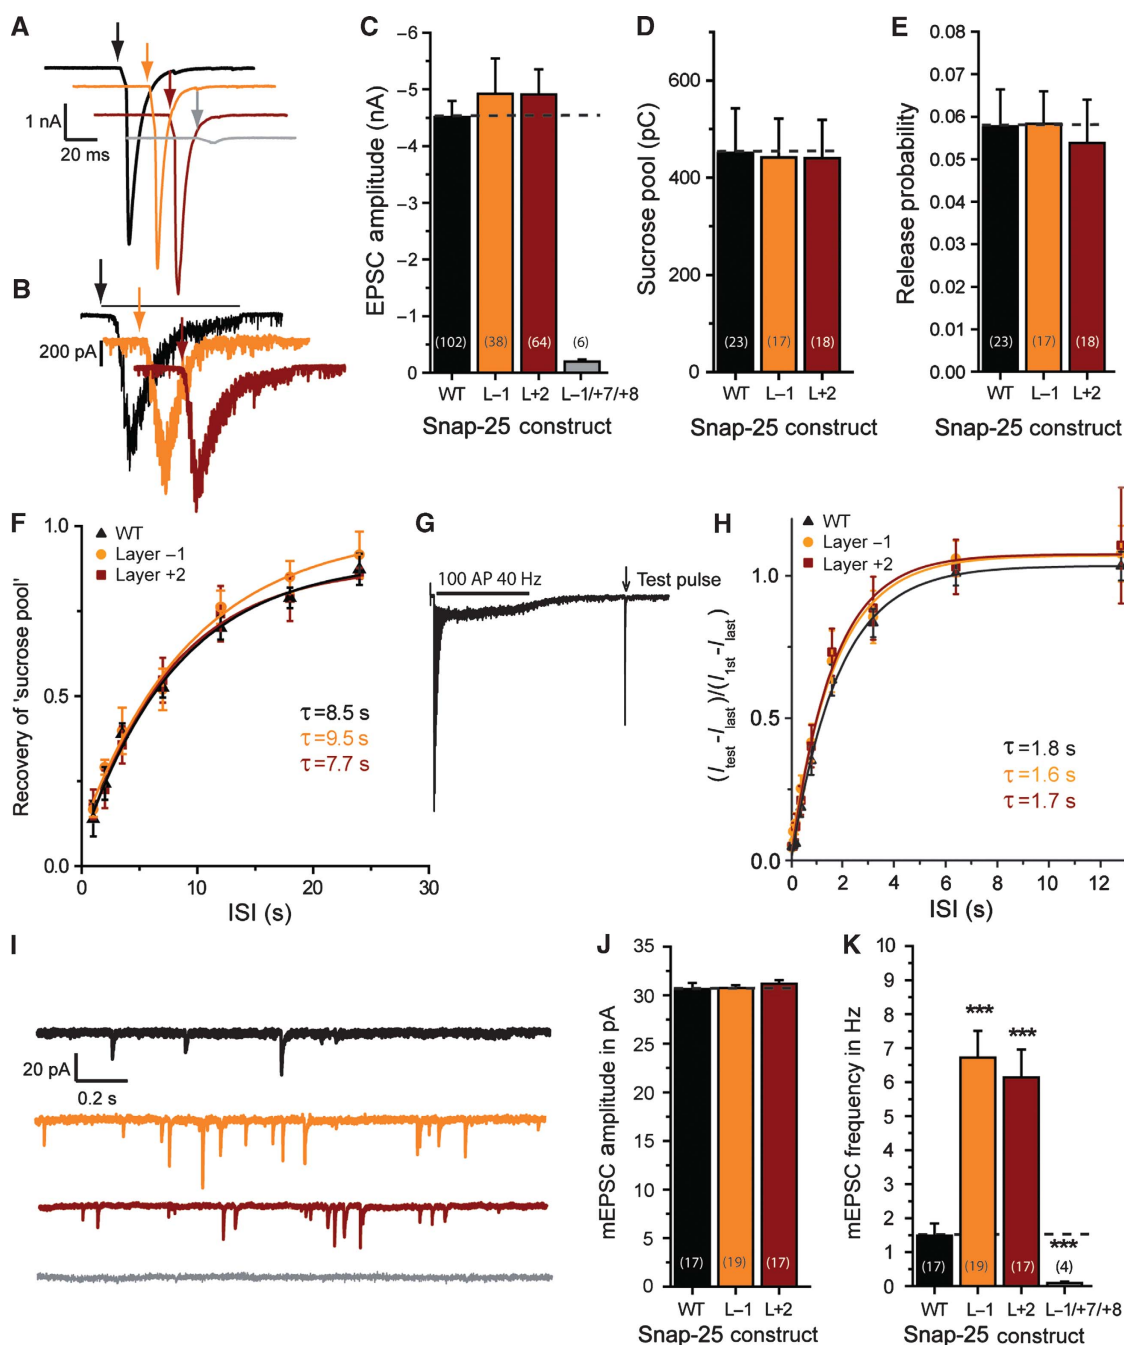 A
1 nA
20 ms
B
200 pA
C
EPSC amplitude (nA)
–6
–5
–4
–3
–2
–1
0
(102)
(38)
(64)
(6)
WT
L–1
L+2
L–1/+7/+8
Snap-25 construct
D
Sucrose pool (pC)
600
400
200
0
(23)
(17)
(18)
WT
L–1
L+2
Snap-25 construct
E
Release probability
0.08
0.07
0.06
0.05
0.04
0.03
0.02
0.01
0.00
(23)
(17)
(18)
WT
L–1
L+2
Snap-25 construct
F
Recovery of 'sucrose pool'
1.0
0.5
0.0
WT
Layer –1
Layer +2
τ=8.5 s
τ=9.5 s
τ=7.7 s
0
10
20
30
ISI (s)
G
100 AP 40 Hz
Test pulse
H
(Itest-Ilast)/(I1st-Ilast)
1.0
0.5
0.0
WT
Layer –1
Layer +2
τ=1.8 s
τ=1.6 s
τ=1.7 s
0
2
4
6
8
10
12
ISI (s)
I
20 pA
0.2 s
J
mEPSC amplitude in pA
35
30
25
20
15
10
5
0
(17)
(19)
(17)
WT
L–1
L+2
Snap-25 construct
K
mEPSC frequency in Hz
10
9
8
7
6
5
4
3
2
1
0
***
***
***
(17)
(19)
(17)
(4)
WT
L–1
L+2
L–1/+7/+8
Snap-25 construct